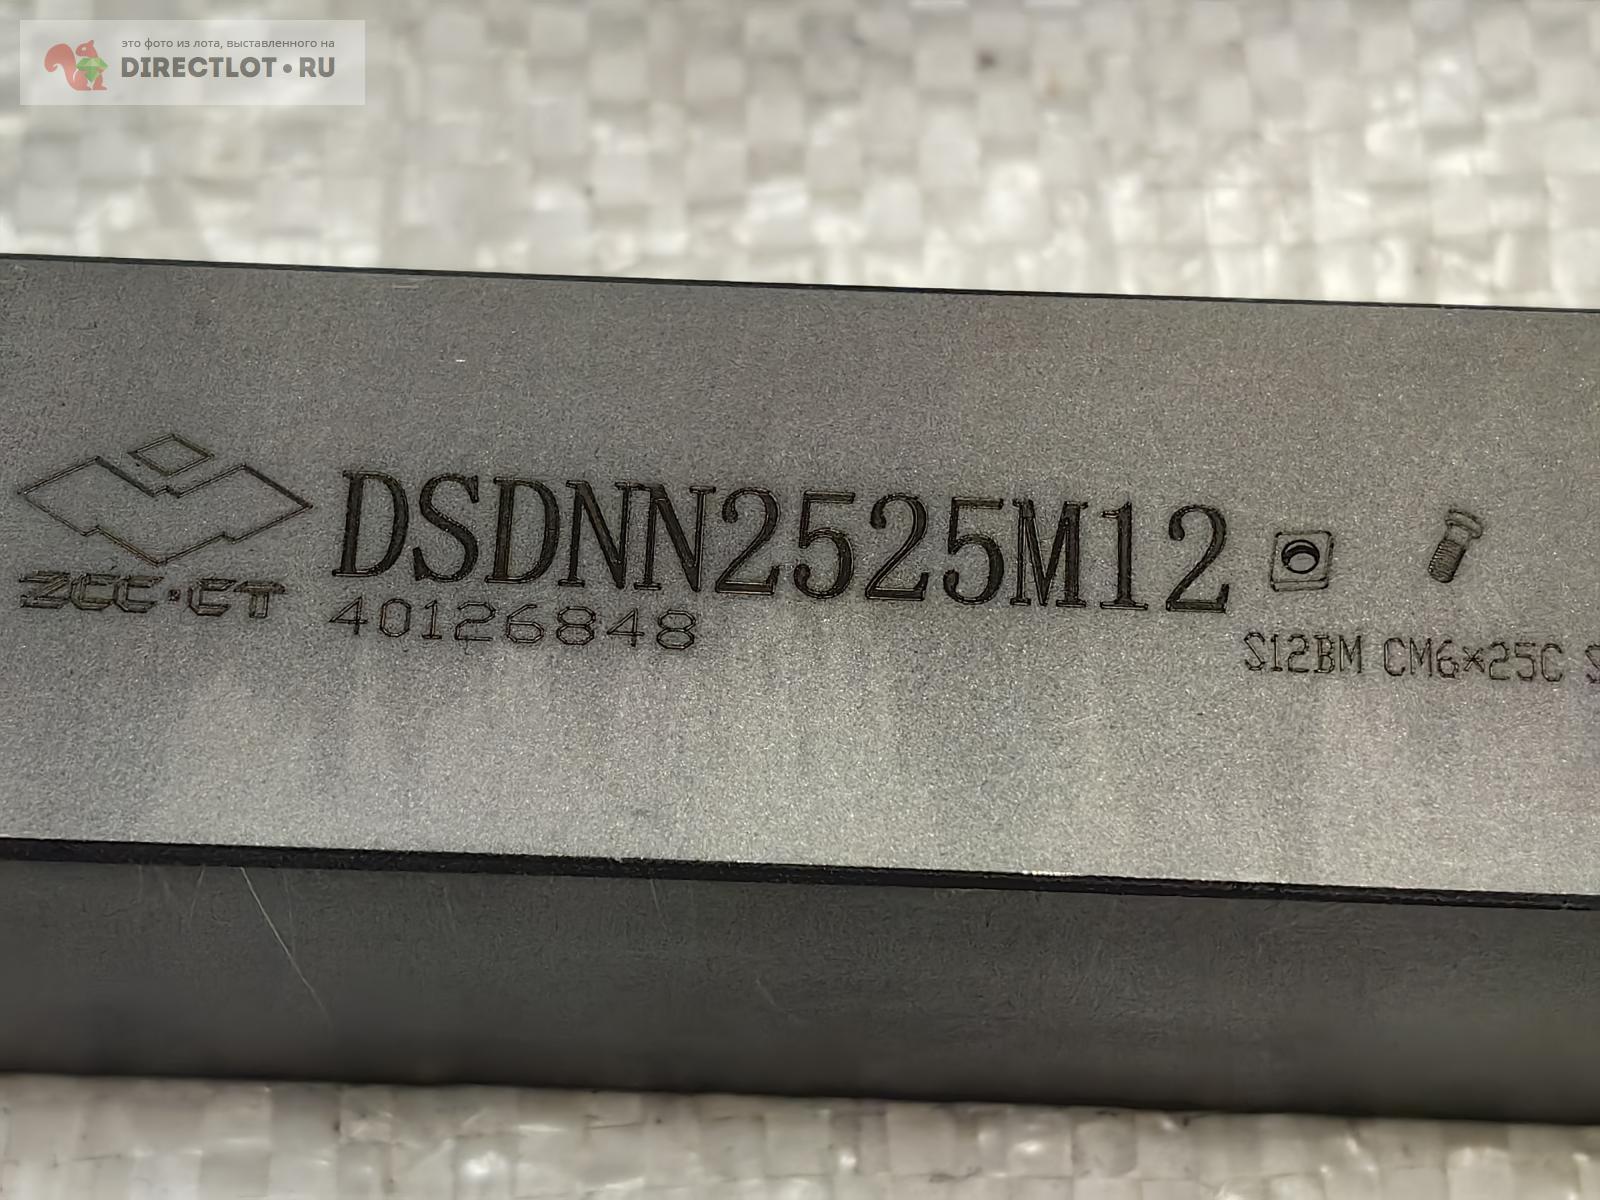 это фото из лота, выставленного на
DIRECTLOT•RU
ZCC·CT
DSDNN2525M12
40126848
S12BM CM6×25C S